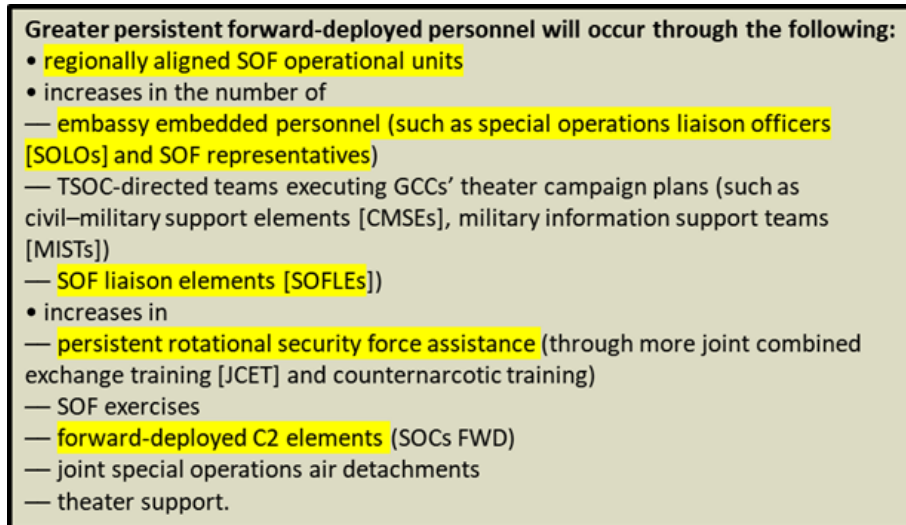 Greater persistent forward-deployed personnel will occur through the following:
• regionally aligned SOF operational units
• increases in the number of
— embassy embedded personnel (such as special operations liaison officers
[SOLOs] and SOF representatives)
— TSOC-directed teams executing GCCs’ theater campaign plans (such as
civil–military support elements [CMSEs], military information support teams
[MISTs])
— SOF liaison elements [SOFLEs])
• increases in
— persistent rotational security force assistance (through more joint combined
exchange training [JCET] and counternarcotic training)
— SOF exercises
— forward-deployed C2 elements (SOCs FWD)
— joint special operations air detachments
— theater support.